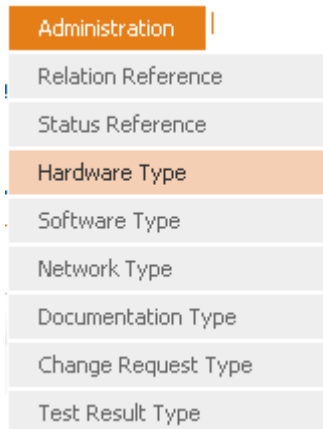 Administration
Relation Reference
Status Reference
Hardware Type
Software Type
Network Type
Documentation Type
Change Request Type
Test Result Type